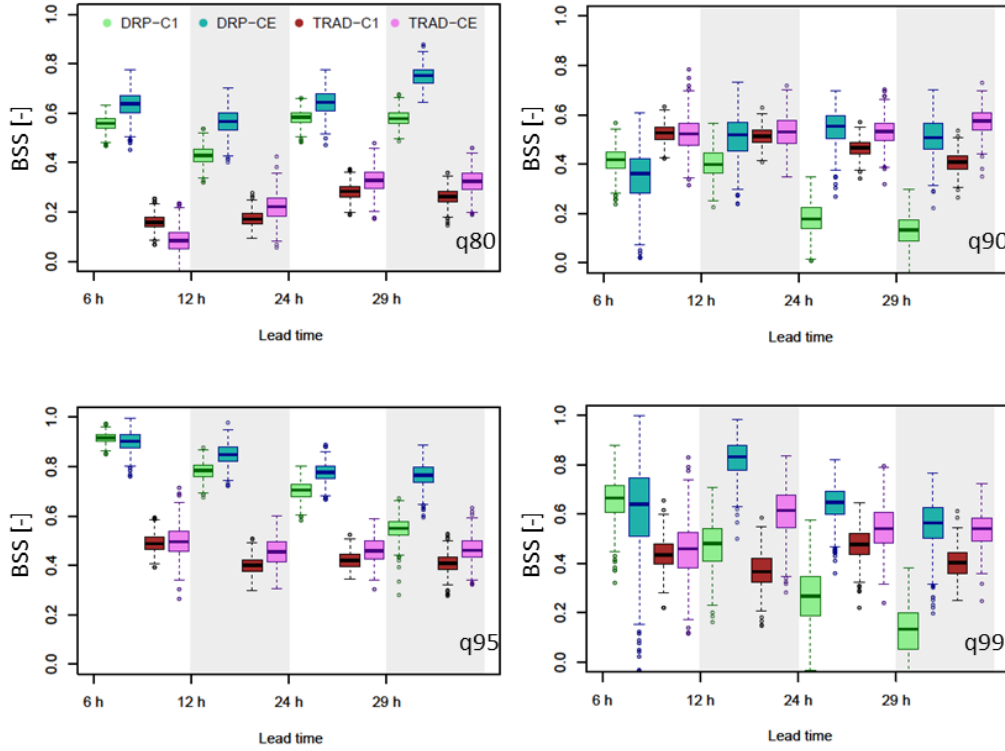 DRP-C1 DRP-CE TRAD-C1 TRAD-CE
BSS [-]
1.0
0.8
0.6
0.4
0.2
0.0
q80
6 h 12 h 24 h 29 h
Lead time
BSS [-]
1.0
0.8
0.6
0.4
0.2
0.0
q90
6 h 12 h 24 h 29 h
Lead time
BSS [-]
1.0
0.8
0.6
0.4
0.2
0.0
q95
6 h 12 h 24 h 29 h
Lead time
BSS [-]
1.0
0.8
0.6
0.4
0.2
0.0
q99
6 h 12 h 24 h 29 h
Lead time